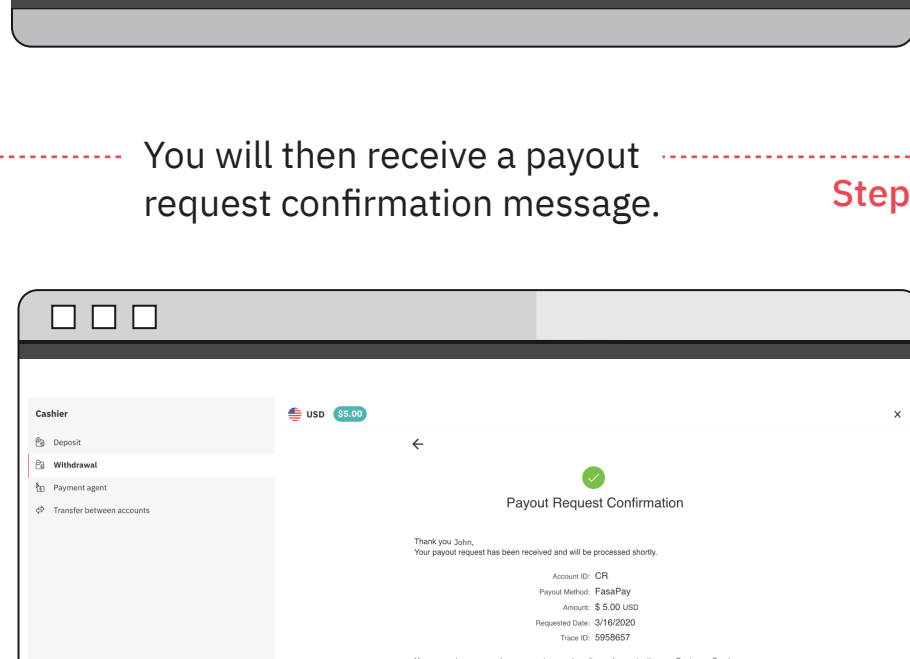 You will then receive a payout
request confirmation message.
Step
Cashier
USD $5.00
Deposit
Withdrawal
Payment agent
Transfer between accounts
Payout Request Confirmation
Thank you John,
Your payout request has been received and will be processed shortly.
Account ID: CR
Payout Method: FasaPay
Amount: $ 5.00 USD
Requested Date: 3/16/2020
Trace ID: 5958657